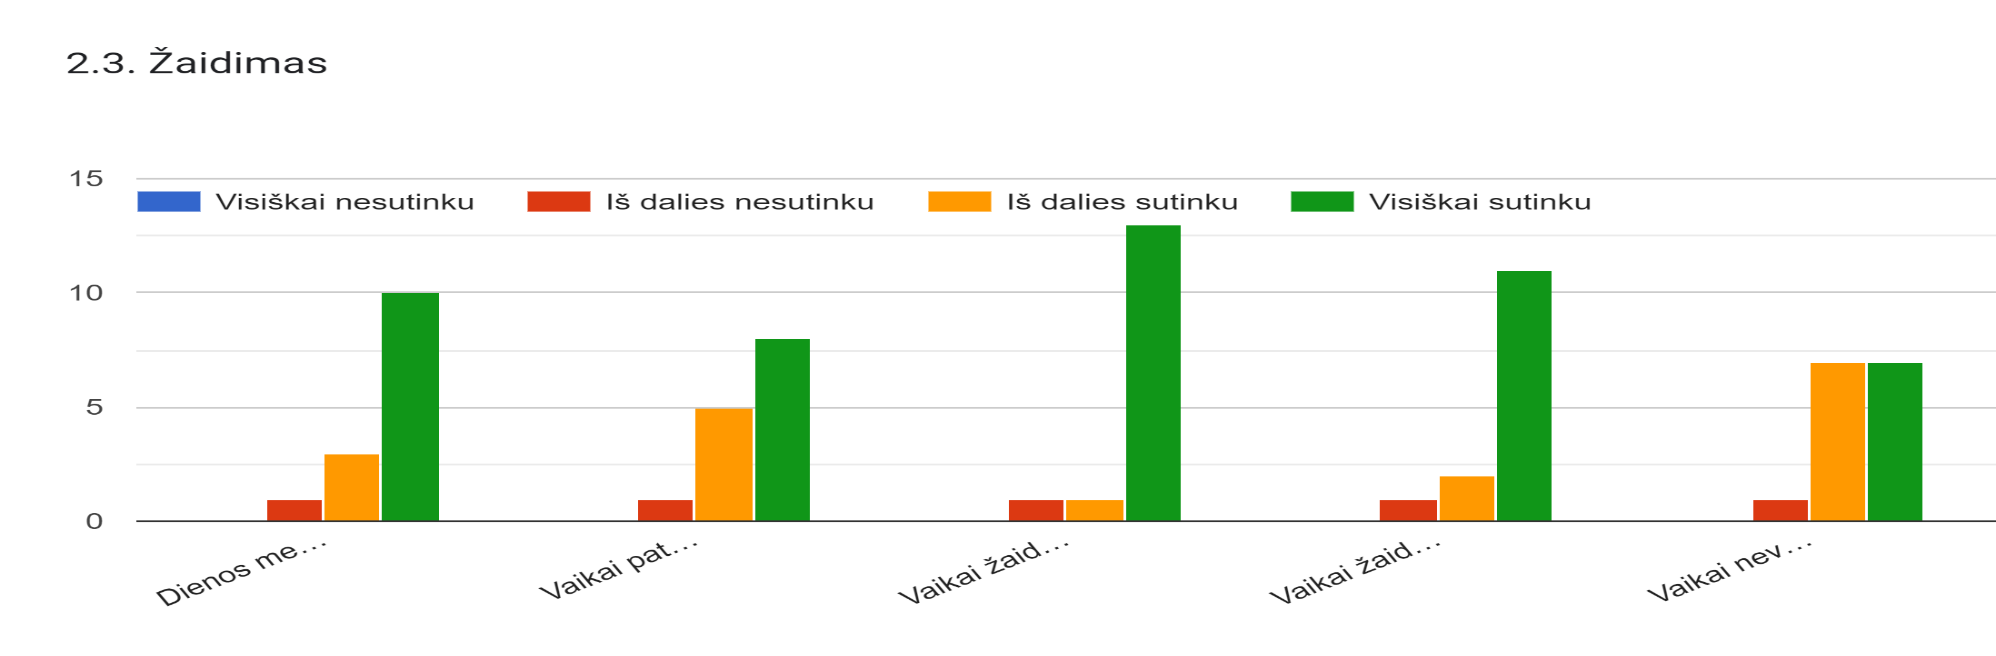 2.3. Žaidimas
15
Visiškai nesutinku Iš dalies nesutinku Iš dalies sutinku Visiškai sutinku
10
5
0
Dienos me… Vaikai pat… Vaikai žaid… Vaikai žaid… Vaikai nev…